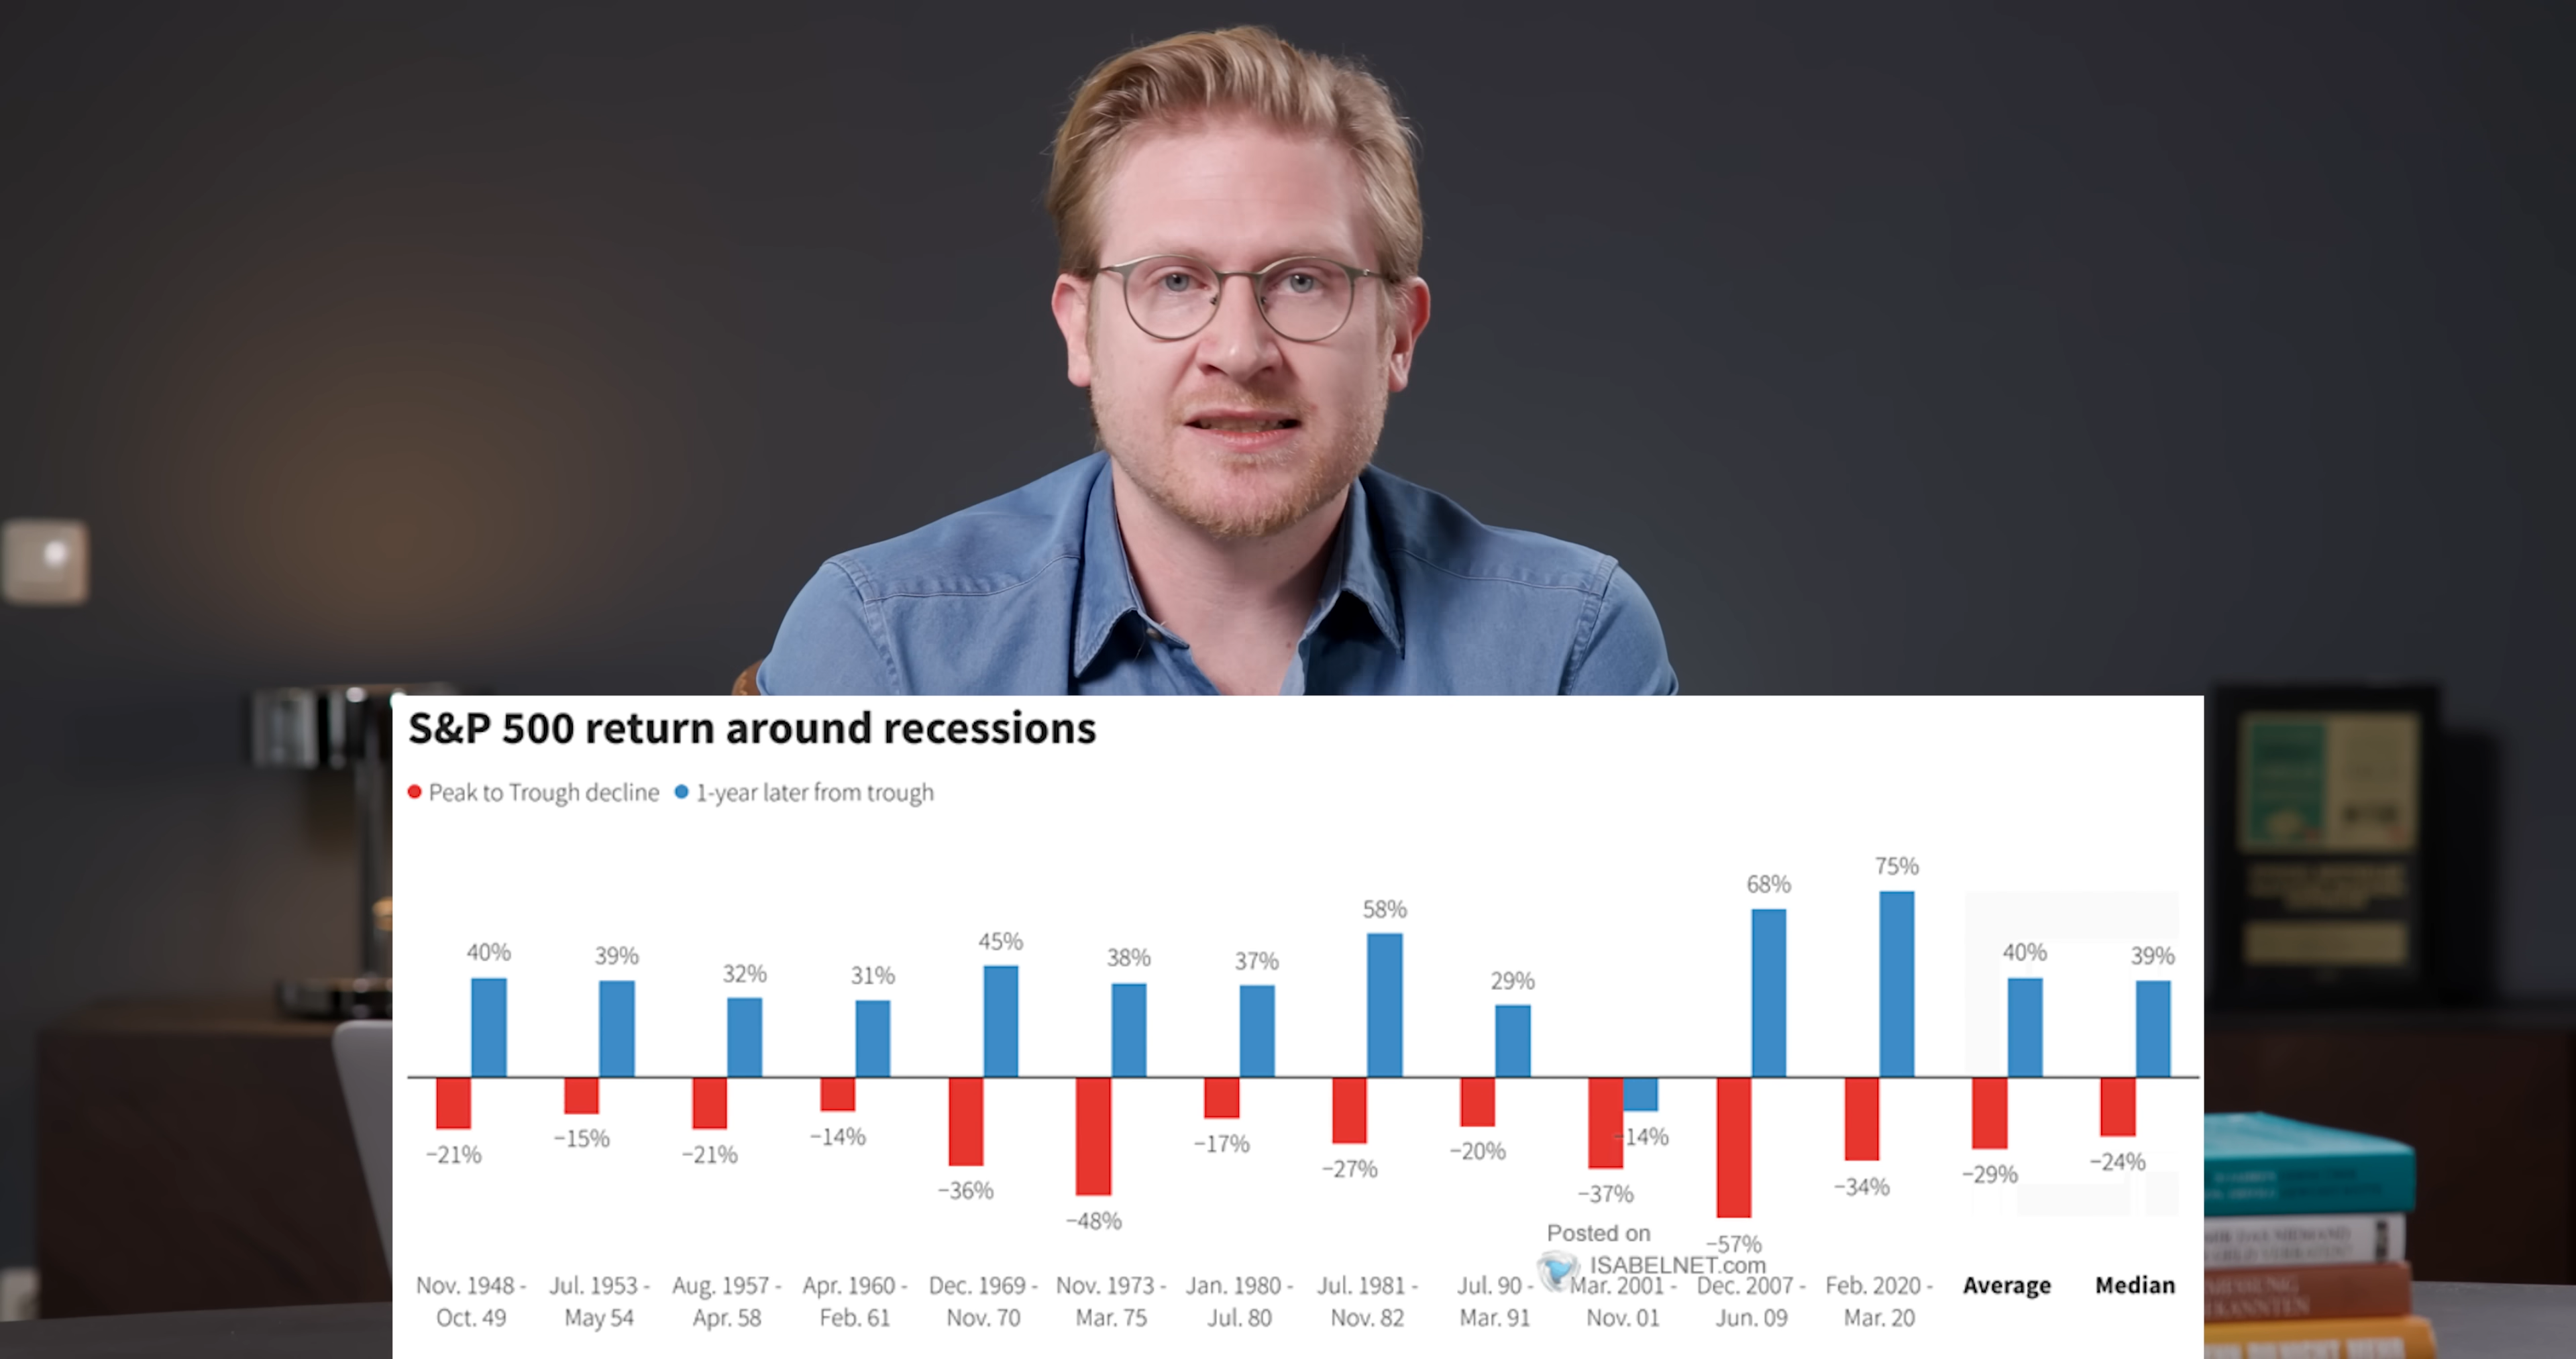 S&P 500 return around recessions
Peak to Trough decline 1-year later from trough
40% 39% 32% 31% 45% 38% 37% 58% 29% −14% 68% 75% 40% 39%
−21% −15% −21% −14% −36% −48% −17% −27% −20% −37% −57% −34% −29% −24%
Posted on
ISABELNET.com
Nov. 1948 - Jul. 1953 - Aug. 1957 - Apr. 1960 - Dec. 1969 - Nov. 1973 - Jan. 1980 - Jul. 1981 - Jul. 90 - Mar. 2001 - Dec. 2007 - Feb. 2020 - Average Median
Oct. 49 May 54 Apr. 58 Feb. 61 Nov. 70 Mar. 75 Jul. 80 Nov. 82 Mar. 91 Nov. 01 Jun. 09 Mar. 20